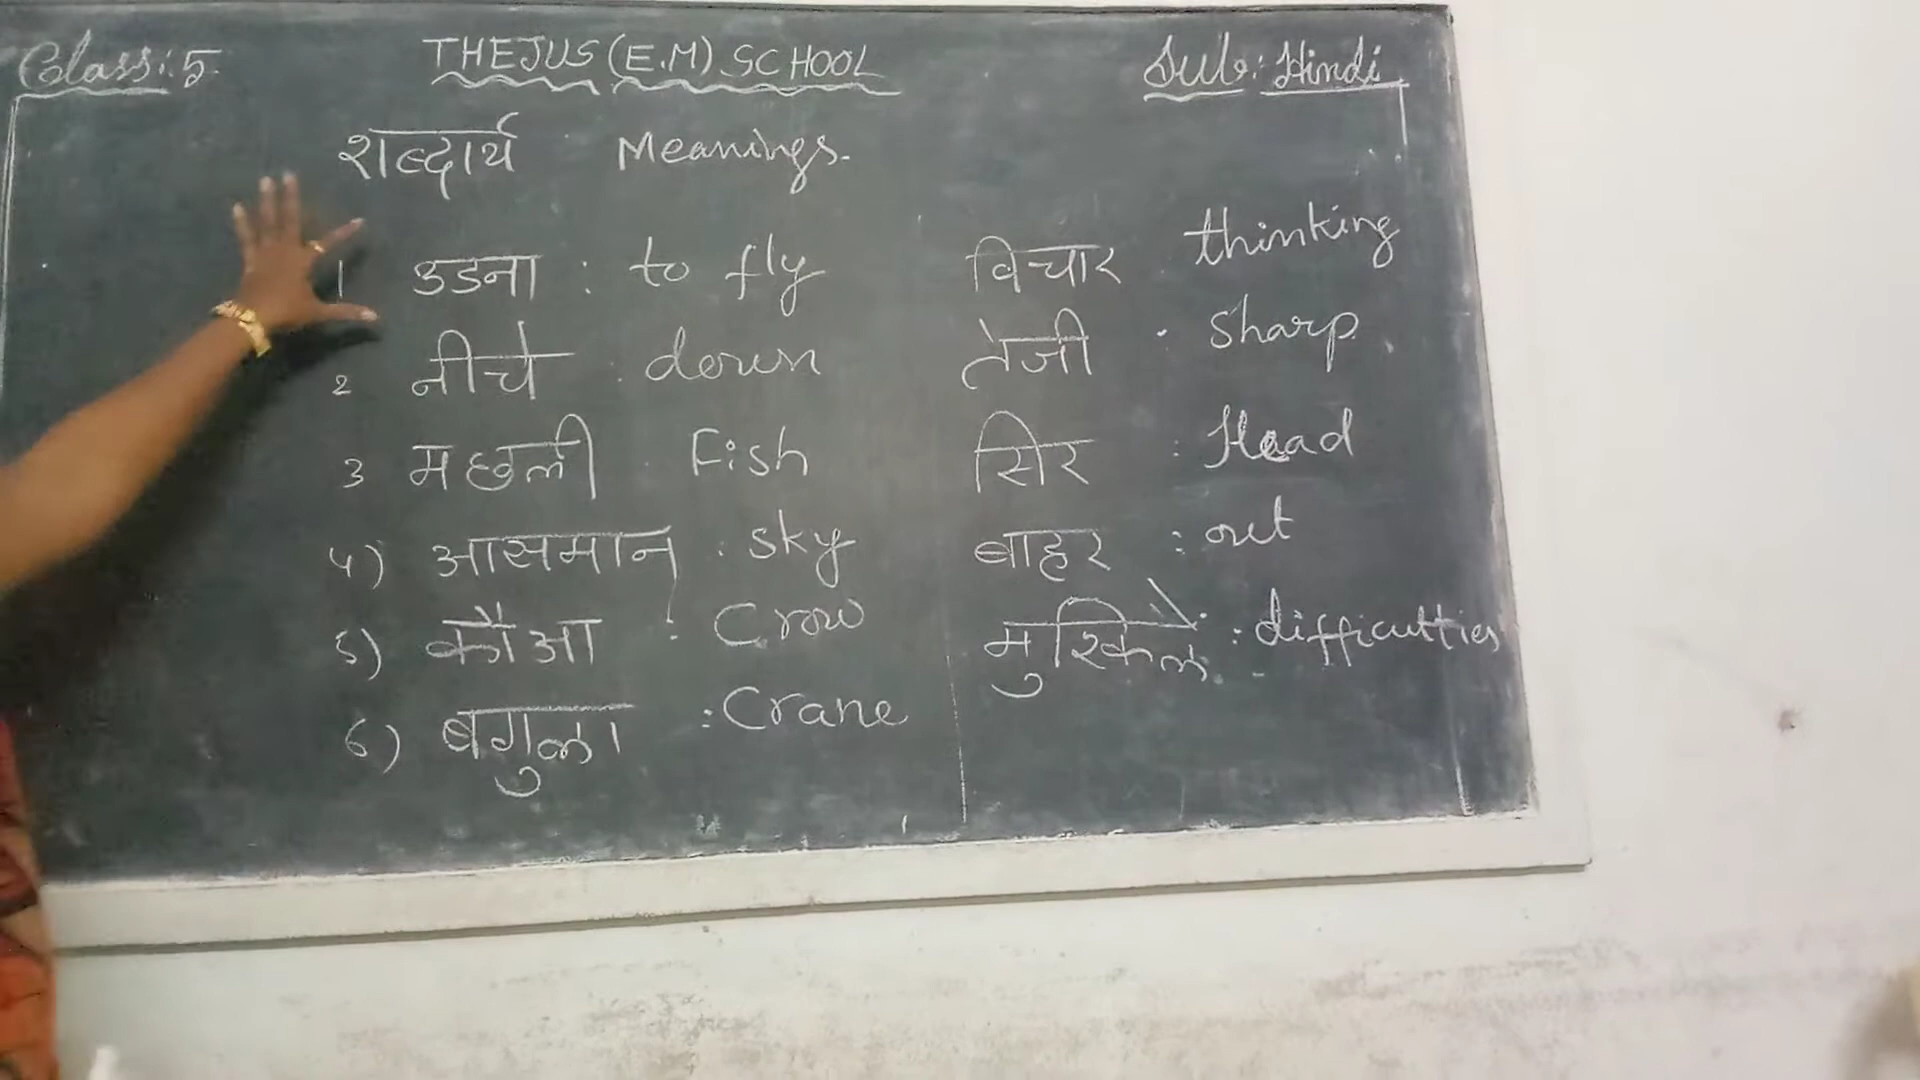 Class: 5
THEJUS (E.M) SCHOOL
Sub: Hindi
शब्दार्थ : Meanings.
1 उडना : to fly
2 नीचे : down
3 मछली : Fish
4) आसमान : sky
5) कौआ : Crow
6) बगुला : Crane
विचार : thinking
तेजी : Sharp
सिर : Head
बाहर : out
मुश्किलें : difficulties